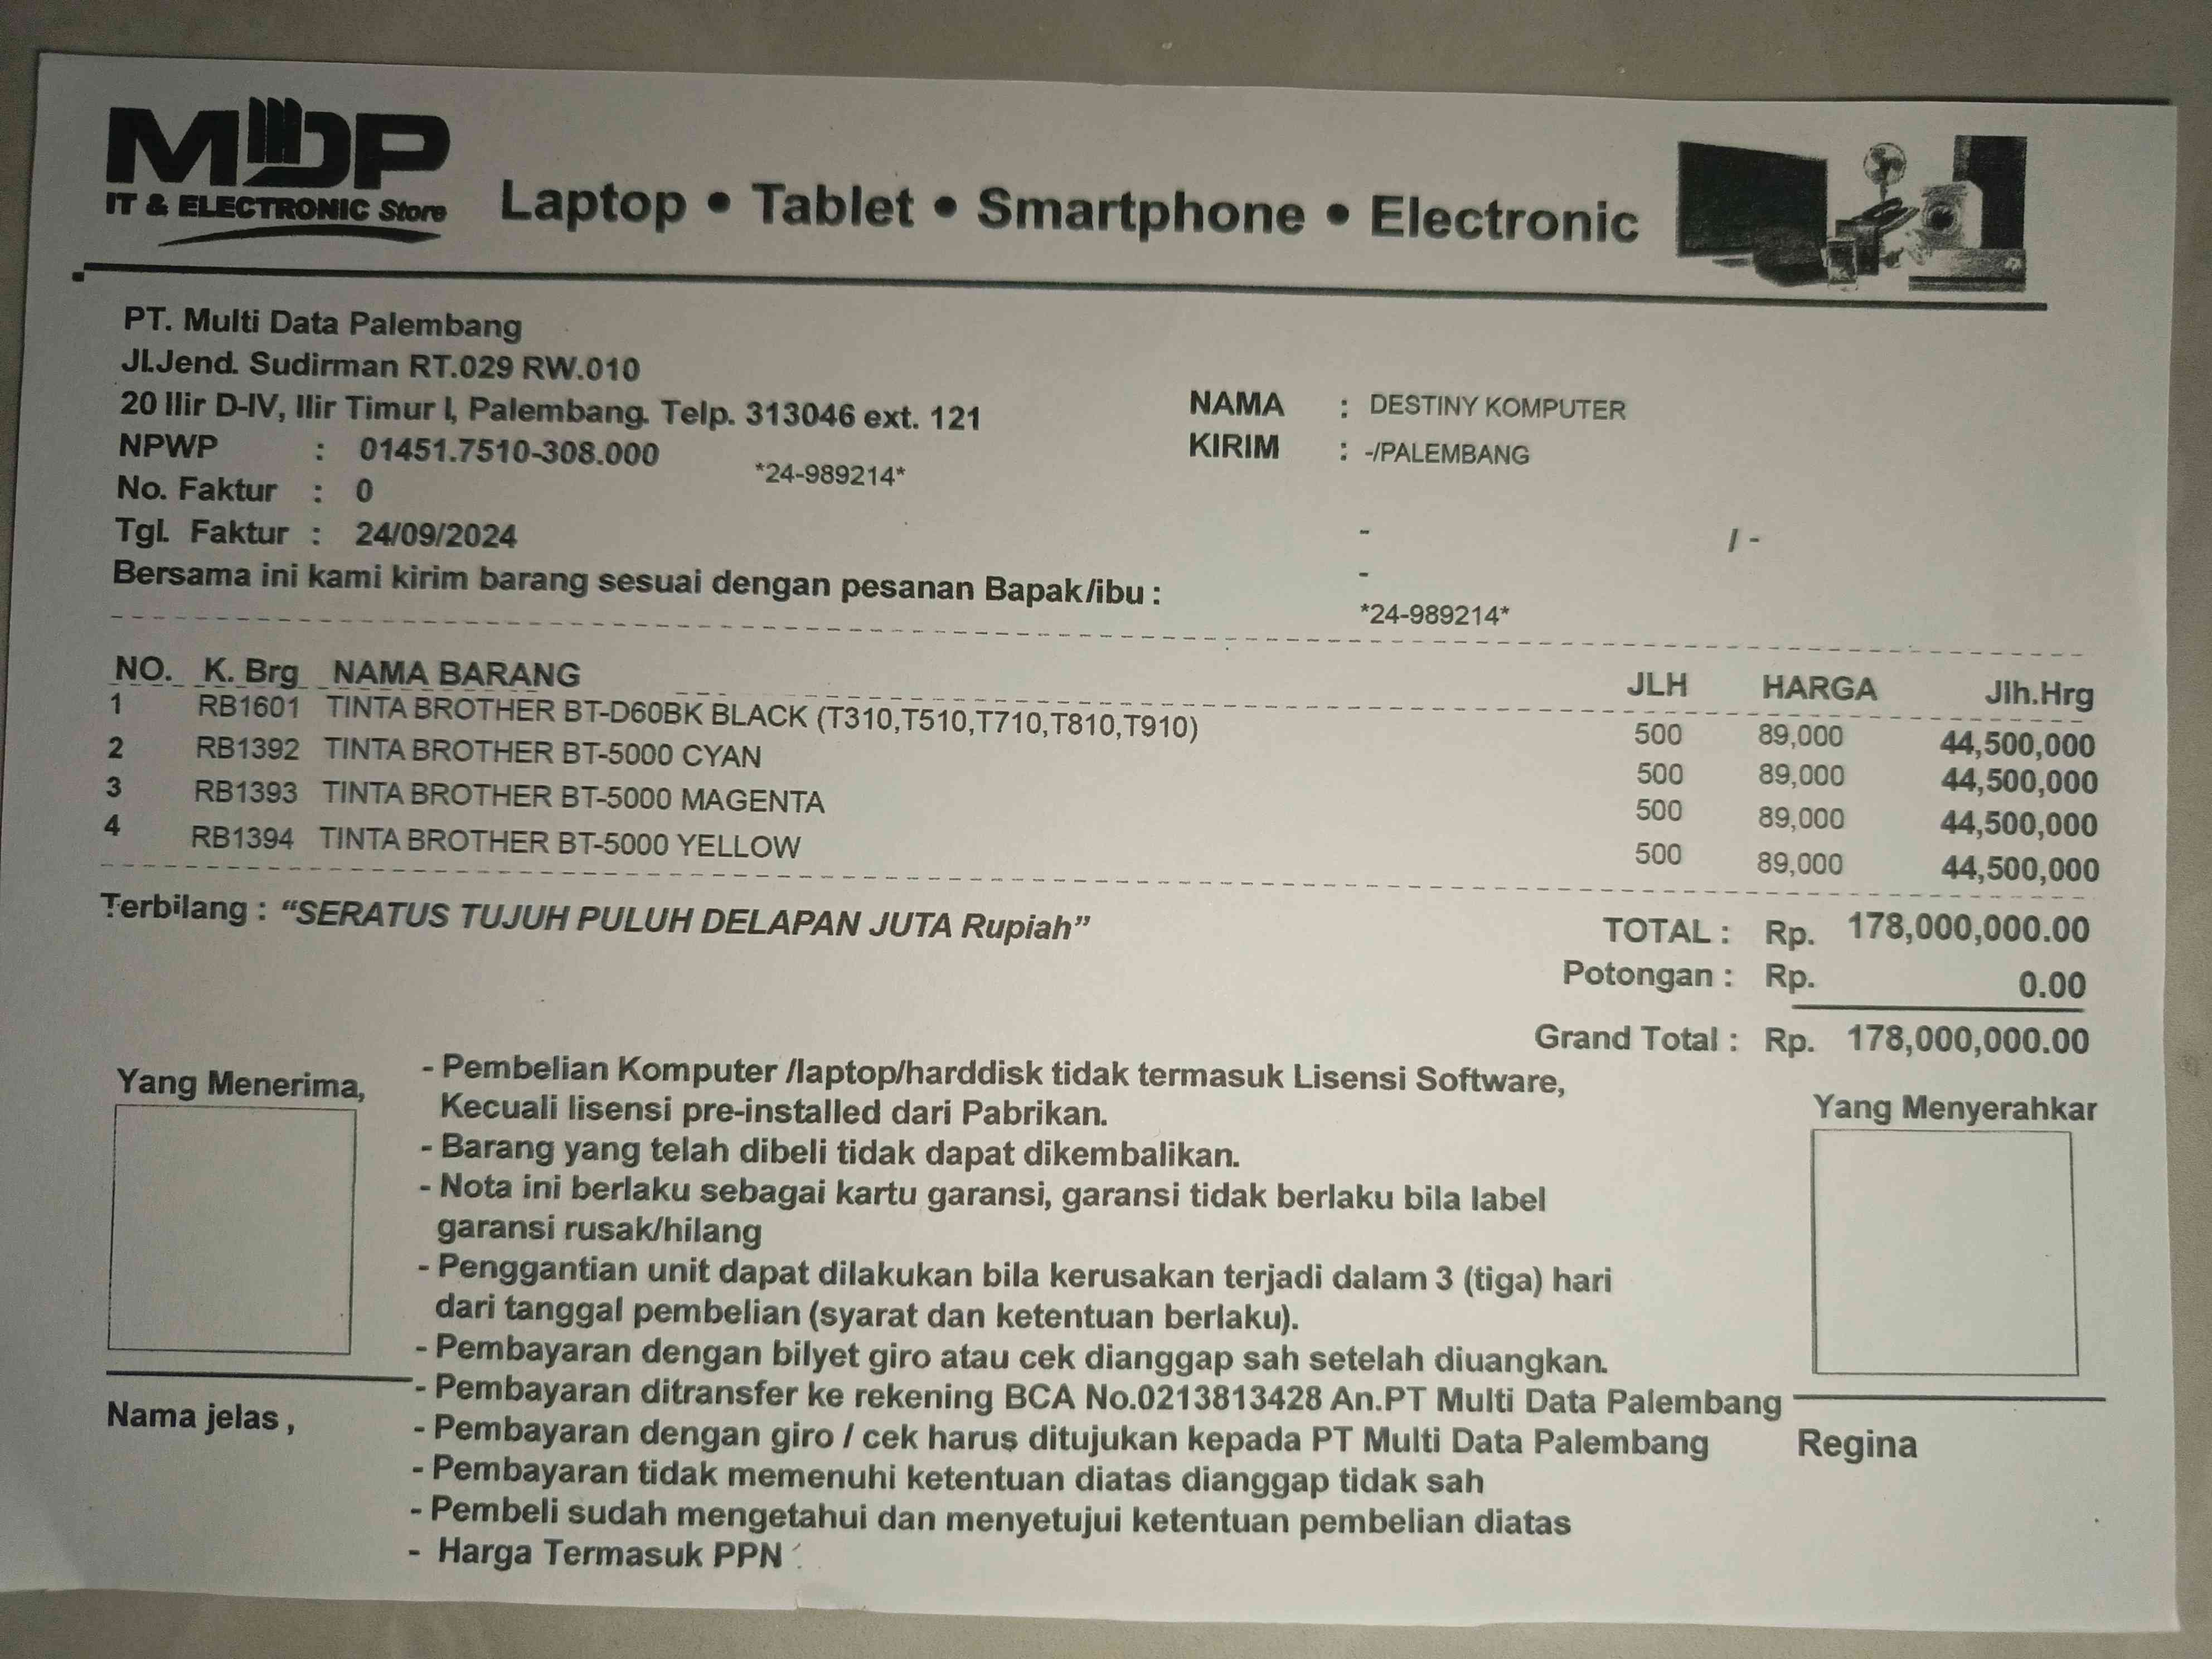 MDP
IT & ELECTRONIC Store
Laptop • Tablet • Smartphone • Electronic
PT. Multi Data Palembang
Jl.Jend. Sudirman RT.029 RW.010
20 Ilir D-IV, Ilir Timur I, Palembang. Telp. 313046 ext. 121
NPWP : 01451.7510-308.000
*24-989214*
No. Faktur : 0
Tgl. Faktur : 24/09/2024
Bersama ini kami kirim barang sesuai dengan pesanan Bapak/ibu :
NAMA : DESTINY KOMPUTER
KIRIM : -/PALEMBANG
- / -
-
*24-989214*
NO. K. Brg NAMA BARANG JLH HARGA Jlh.Hrg
1 RB1601 TINTA BROTHER BT-D60BK BLACK (T310,T510,T710,T810,T910) 500 89,000 44,500,000
2 RB1392 TINTA BROTHER BT-5000 CYAN 500 89,000 44,500,000
3 RB1393 TINTA BROTHER BT-5000 MAGENTA 500 89,000 44,500,000
4 RB1394 TINTA BROTHER BT-5000 YELLOW 500 89,000 44,500,000
Terbilang : “SERATUS TUJUH PULUH DELAPAN JUTA Rupiah”
TOTAL : Rp. 178,000,000.00
Potongan : Rp. 0.00
Grand Total : Rp. 178,000,000.00
Yang Menerima,
Nama jelas ,
- Pembelian Komputer /laptop/harddisk tidak termasuk Lisensi Software,
Kecuali lisensi pre-installed dari Pabrikan.
- Barang yang telah dibeli tidak dapat dikembalikan.
- Nota ini berlaku sebagai kartu garansi, garansi tidak berlaku bila label
garansi rusak/hilang
- Penggantian unit dapat dilakukan bila kerusakan terjadi dalam 3 (tiga) hari
dari tanggal pembelian (syarat dan ketentuan berlaku).
- Pembayaran dengan bilyet giro atau cek dianggap sah setelah diuangkan.
- Pembayaran ditransfer ke rekening BCA No.0213813428 An.PT Multi Data Palembang
- Pembayaran dengan giro / cek harus ditujukan kepada PT Multi Data Palembang
- Pembayaran tidak memenuhi ketentuan diatas dianggap tidak sah
- Pembeli sudah mengetahui dan menyetujui ketentuan pembelian diatas
- Harga Termasuk PPN
Yang Menyerahkar
Regina